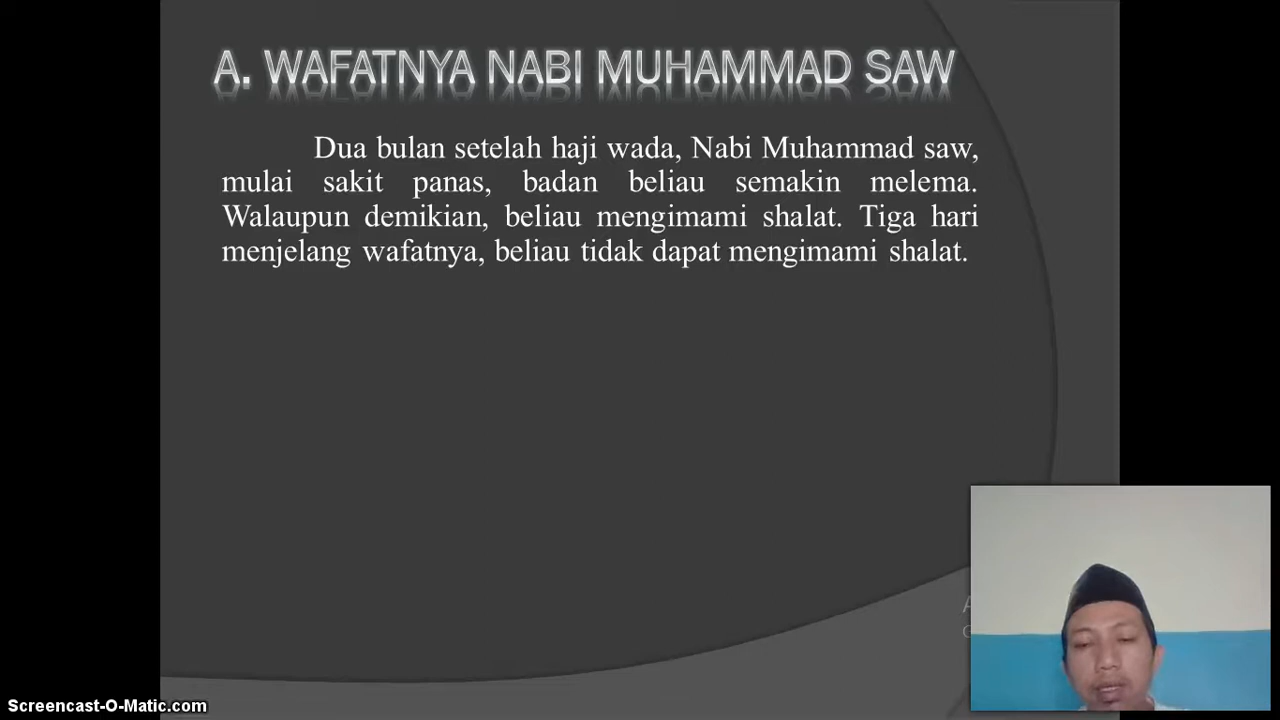 A. WAFATNYA NABI MUHAMMAD SAW
Dua bulan setelah haji wada, Nabi Muhammad saw,
mulai sakit panas, badan beliau semakin melema.
Walaupun demikian, beliau mengimami shalat. Tiga hari
menjelang wafatnya, beliau tidak dapat mengimami shalat.
Screencast-O-Matic.com